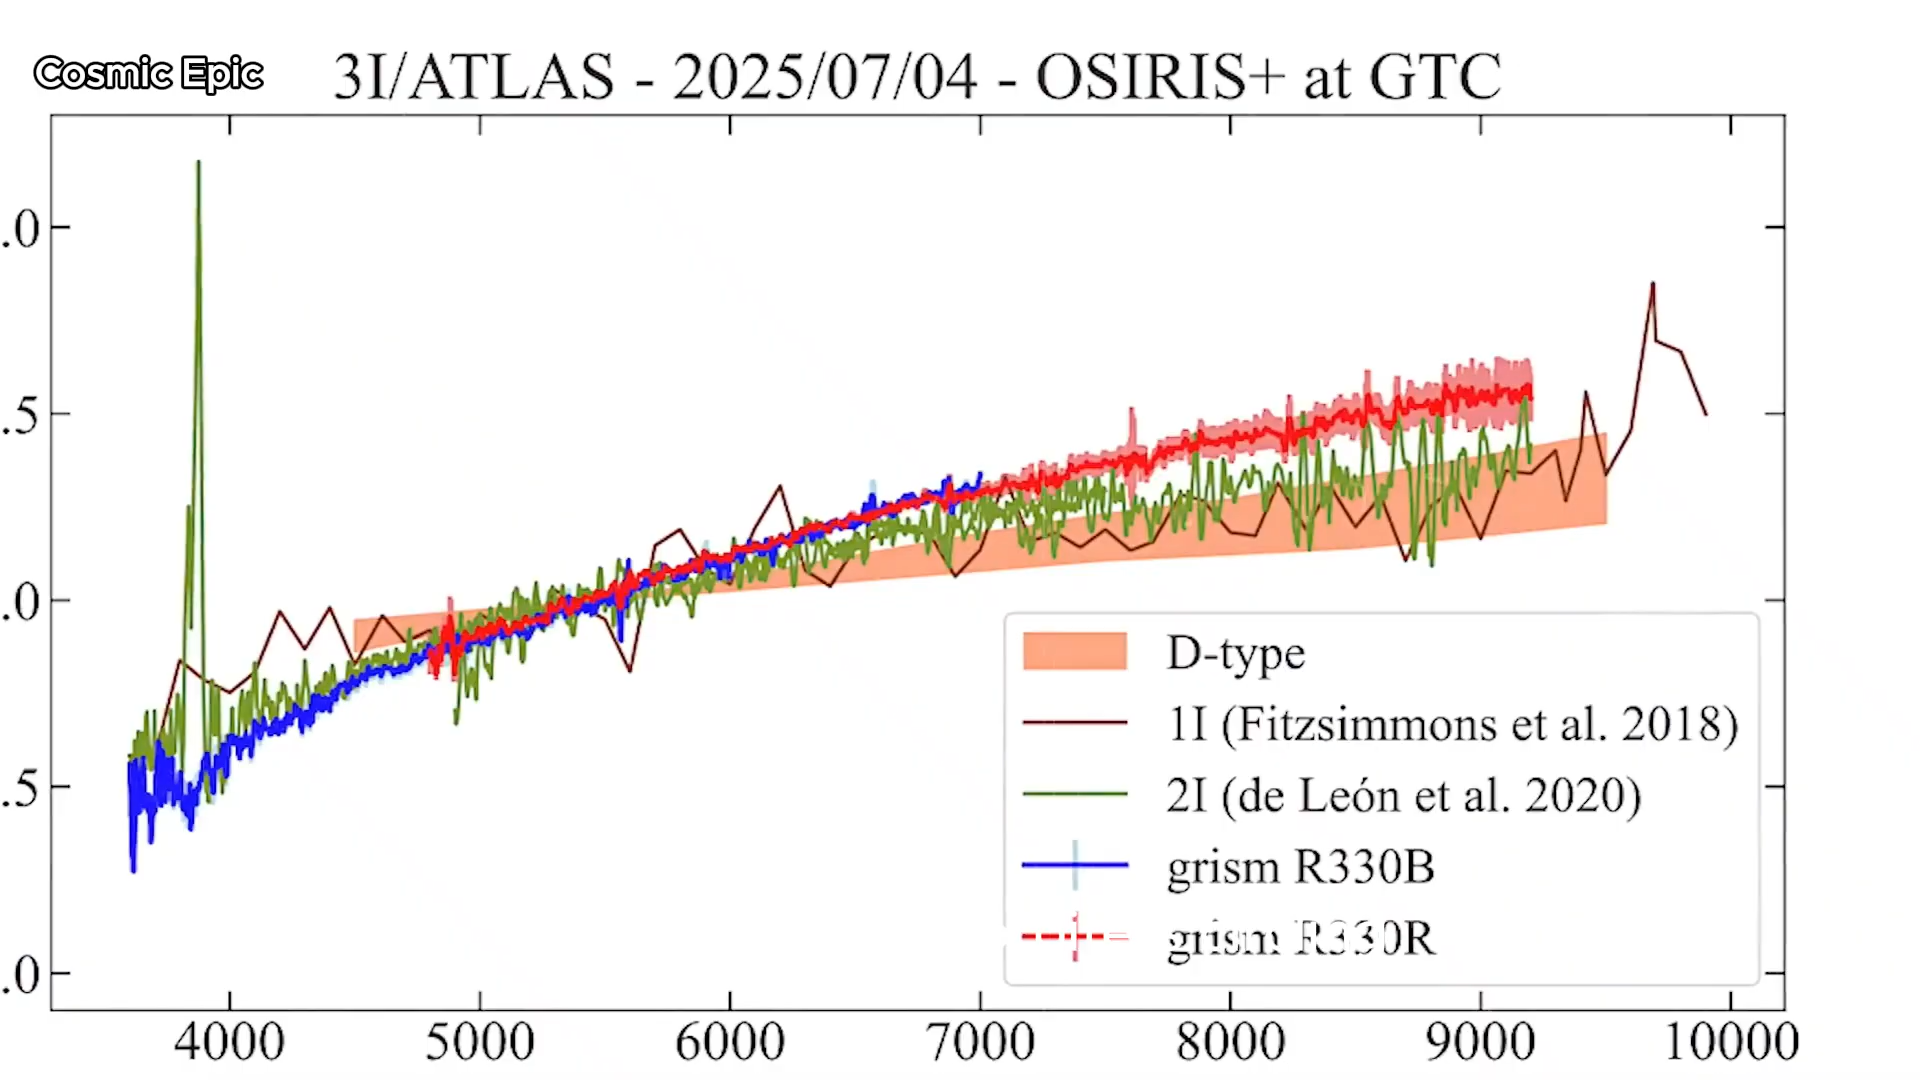 Cosmic Epic
3I/ATLAS - 2025/07/04 - OSIRIS+ at GTC
.0
.5
.0
.5
.0
D-type
1I (Fitzsimmons et al. 2018)
2I (de León et al. 2020)
grism R330B
grism R330R
4000 5000 6000 7000 8000 9000 10000